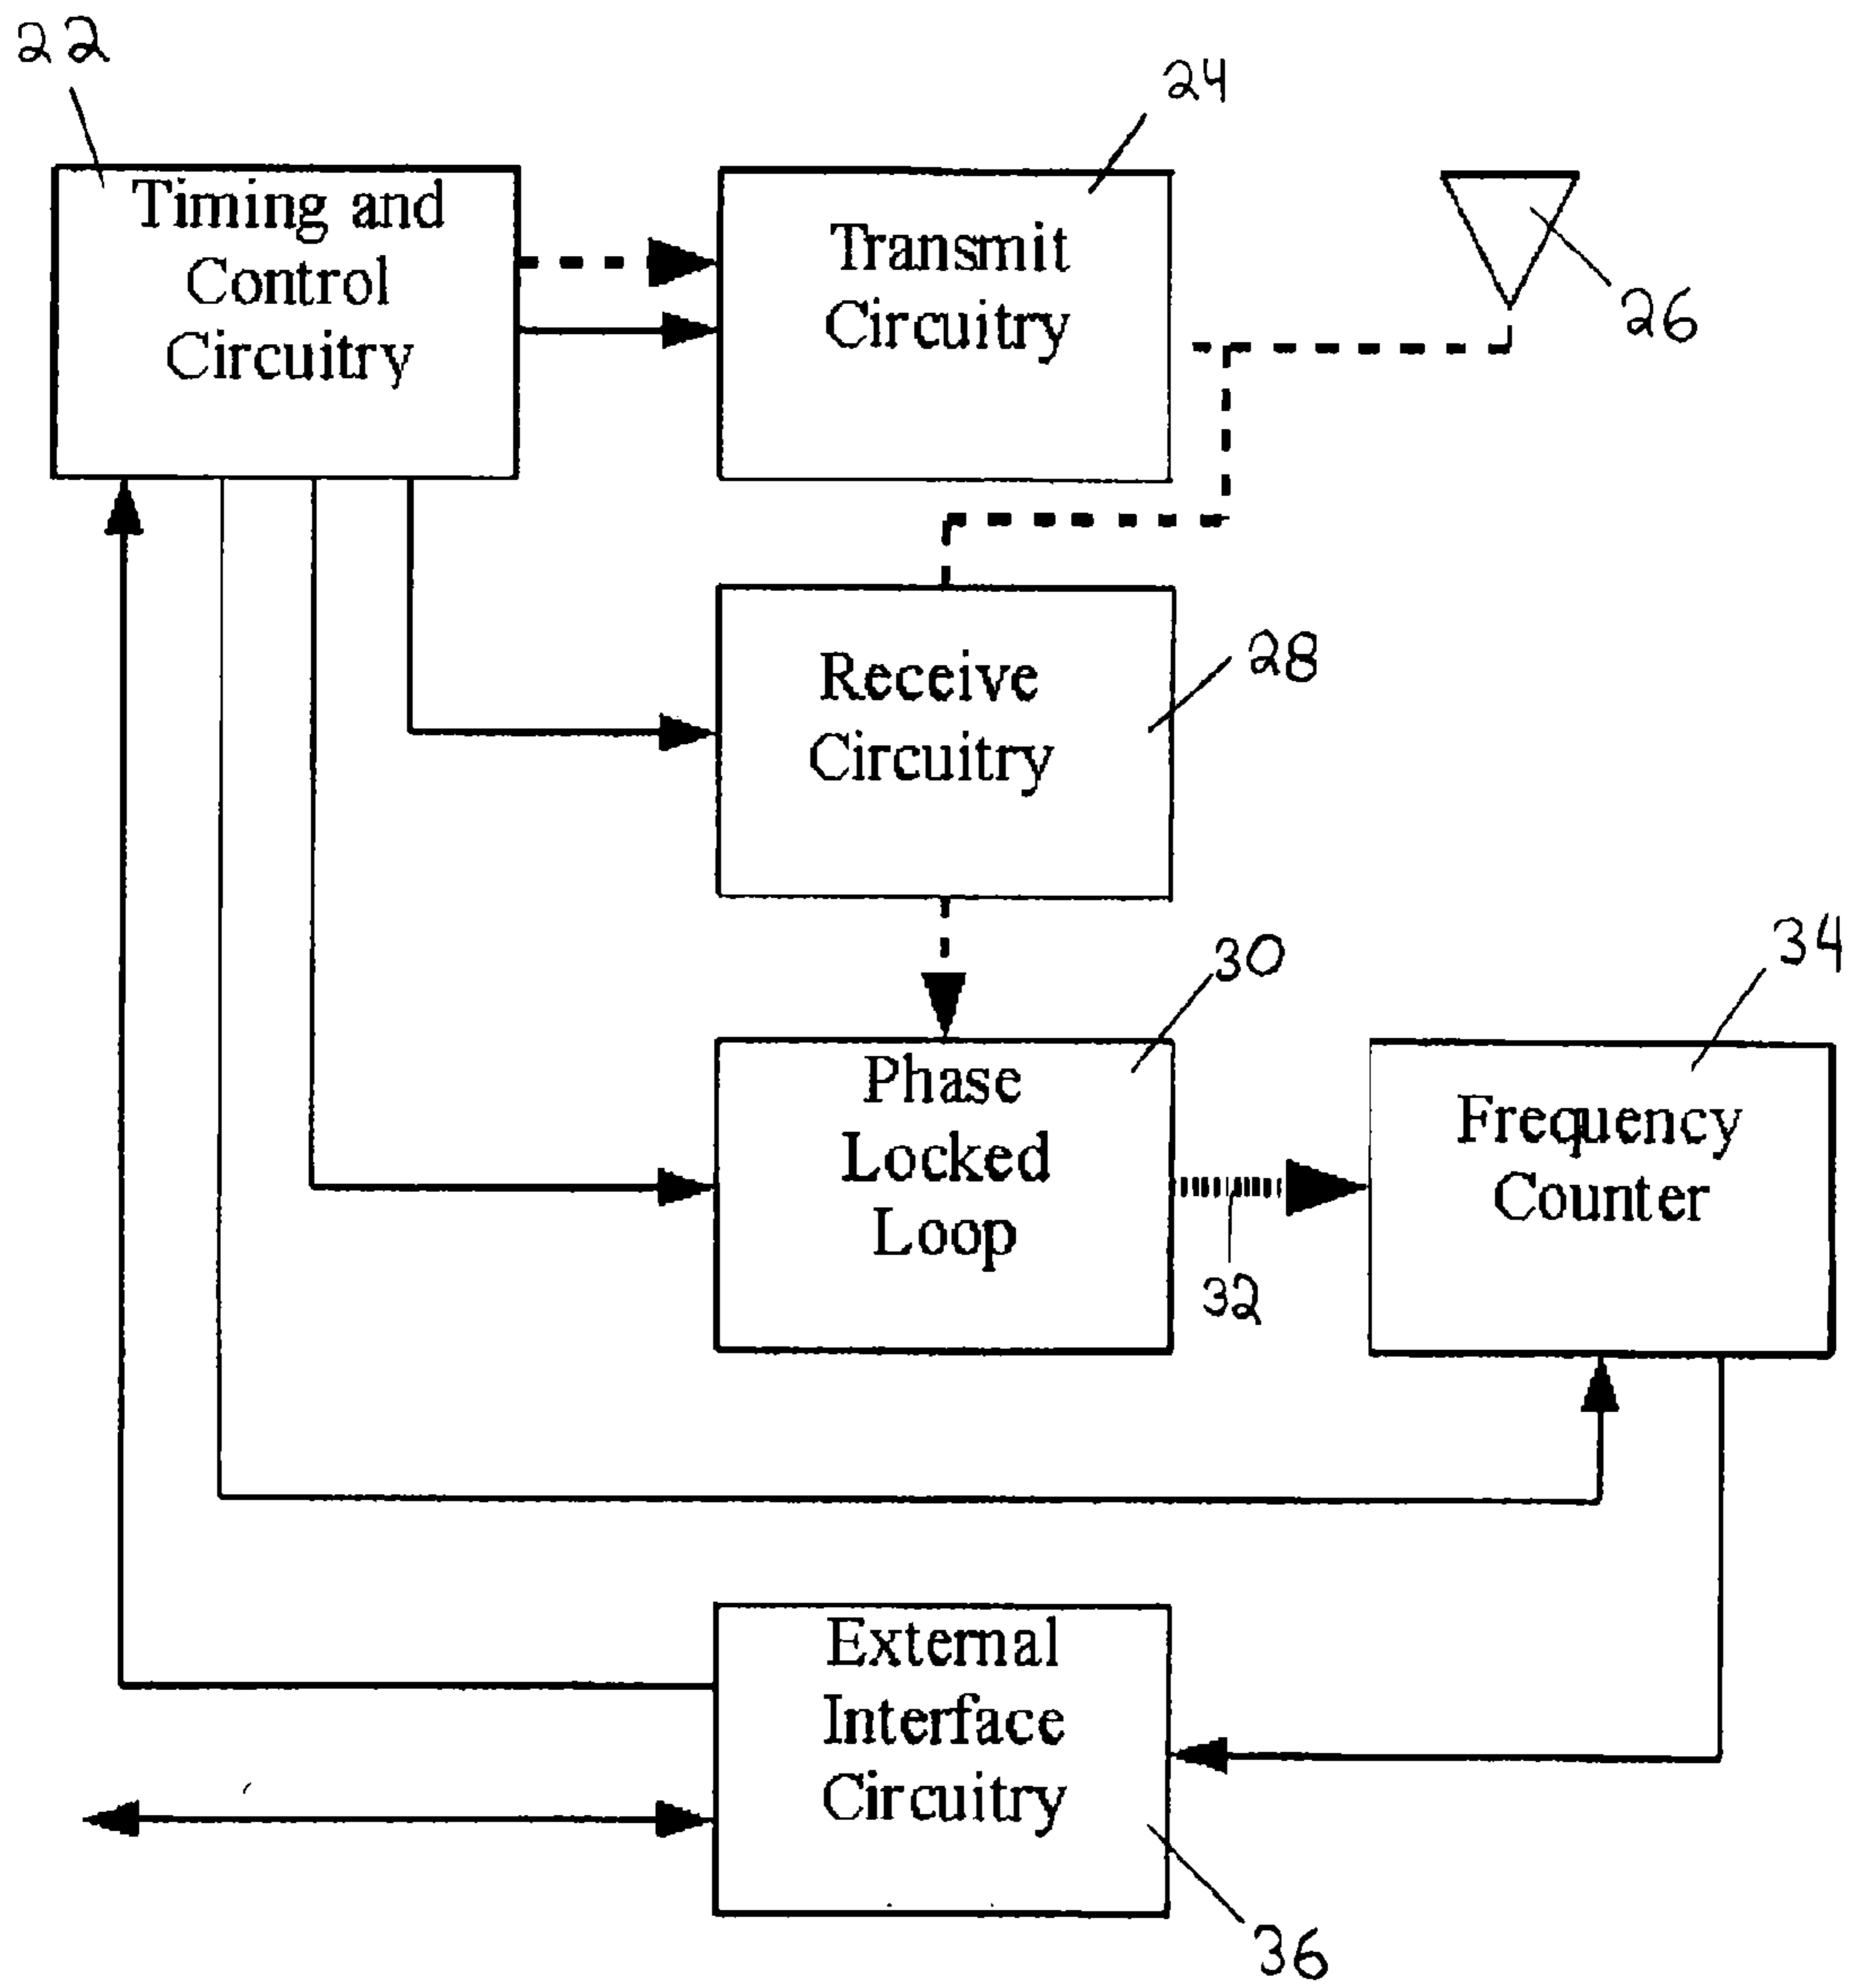 22
24
Timing and
Control
Circuitry
Transmit
Circuitry
26
Receive
Circuitry
28
30
34
Phase
Locked
Loop
Frequency
Counter
32
External
Interface
Circuitry
36